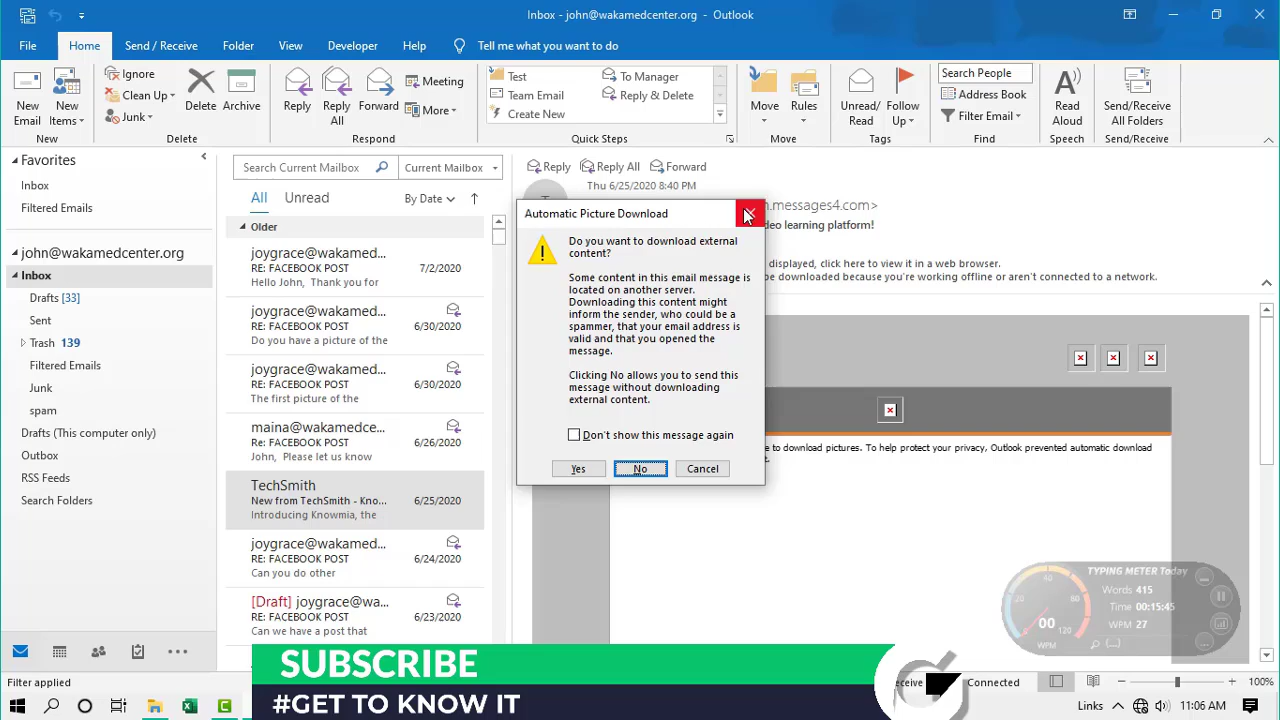 Inbox - john@wakamedcenter.org - Outlook
File Home Send / Receive Folder View Developer Help Tell me what you want to do
New Email
New Items
New
Ignore
Clean Up
Junk
Delete
Archive
Delete
Reply
Reply All
Forward
Meeting
More
Respond
Test
Team Email
Create New
To Manager
Reply & Delete
Quick Steps
Move
Rules
Move
Unread/ Read
Follow Up
Tags
Search People
Address Book
Filter Email
Find
Read Aloud
Speech
Send/Receive All Folders
Send/Receive
Favorites
Inbox
Filtered Emails
john@wakamedcenter.org
Inbox
Drafts [33]
Sent
Trash 139
Filtered Emails
Junk
spam
Drafts (This computer only)
Outbox
RSS Feeds
Search Folders
Search Current Mailbox
Current Mailbox
All Unread By Date
Older
joygrace@wakamed...
RE: FACEBOOK POST 7/2/2020
Hello John, Thank you for
joygrace@wakamed...
RE: FACEBOOK POST 6/30/2020
Do you have a picture of the
joygrace@wakamed...
RE: FACEBOOK POST 6/30/2020
The first picture of the
maina@wakamedce...
Re: FACEBOOK POST 6/26/2020
John, Please let us know
TechSmith
New from TechSmith - Kno... 6/25/2020
Introducing Knowmia, the
joygrace@wakamed...
RE: FACEBOOK POST 6/24/2020
Can you do other
[Draft] joygrace@wa...
RE: FACEBOOK POST 6/23/2020
Can we have a post that
Reply Reply All Forward
Thu 6/25/2020 8:40 PM
T
.messages4.com>
deo learning platform!
displayed, click here to view it in a web browser.
be downloaded because you're working offline or aren't connected to a network.
e to download pictures. To help protect your privacy, Outlook prevented automatic download
Automatic Picture Download
Do you want to download external
content?
Some content in this email message is
located on another server.
Downloading this content might
inform the sender, who could be a
spammer, that your email address is
valid and that you opened the
message.
Clicking No allows you to send this
message without downloading
external content.
Don't show this message again
Yes No Cancel
TYPING METER Today
Words 415
Time 00:15:45
WPM 27
20 40 60 80 120
00
WPM
SUBSCRIBE
#GET TO KNOW IT
Filter applied
eceive Connected 100%
Links 11:06 AM